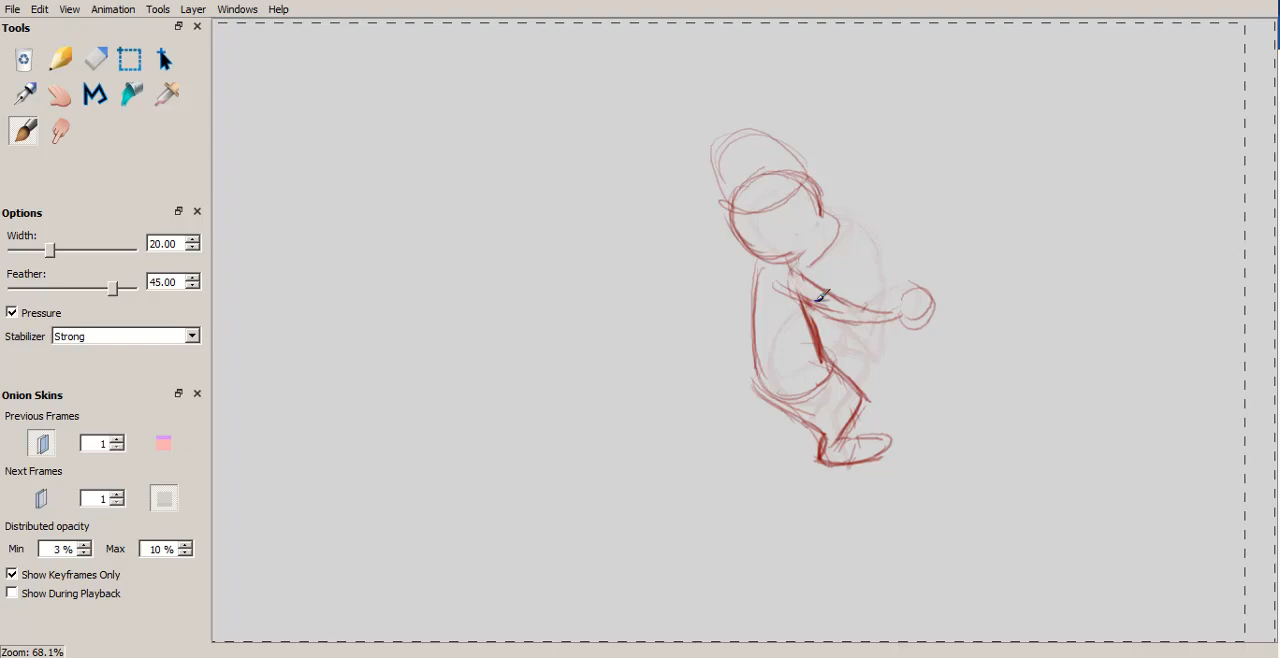 File Edit View Animation Tools Layer Windows Help
Tools
Options
Width:
20.00
Feather:
45.00
Pressure
Stabilizer Strong
Onion Skins
Previous Frames
1
Next Frames
1
Distributed opacity
Min 3 % Max 10 %
Show Keyframes Only
Show During Playback
Zoom: 68.1%